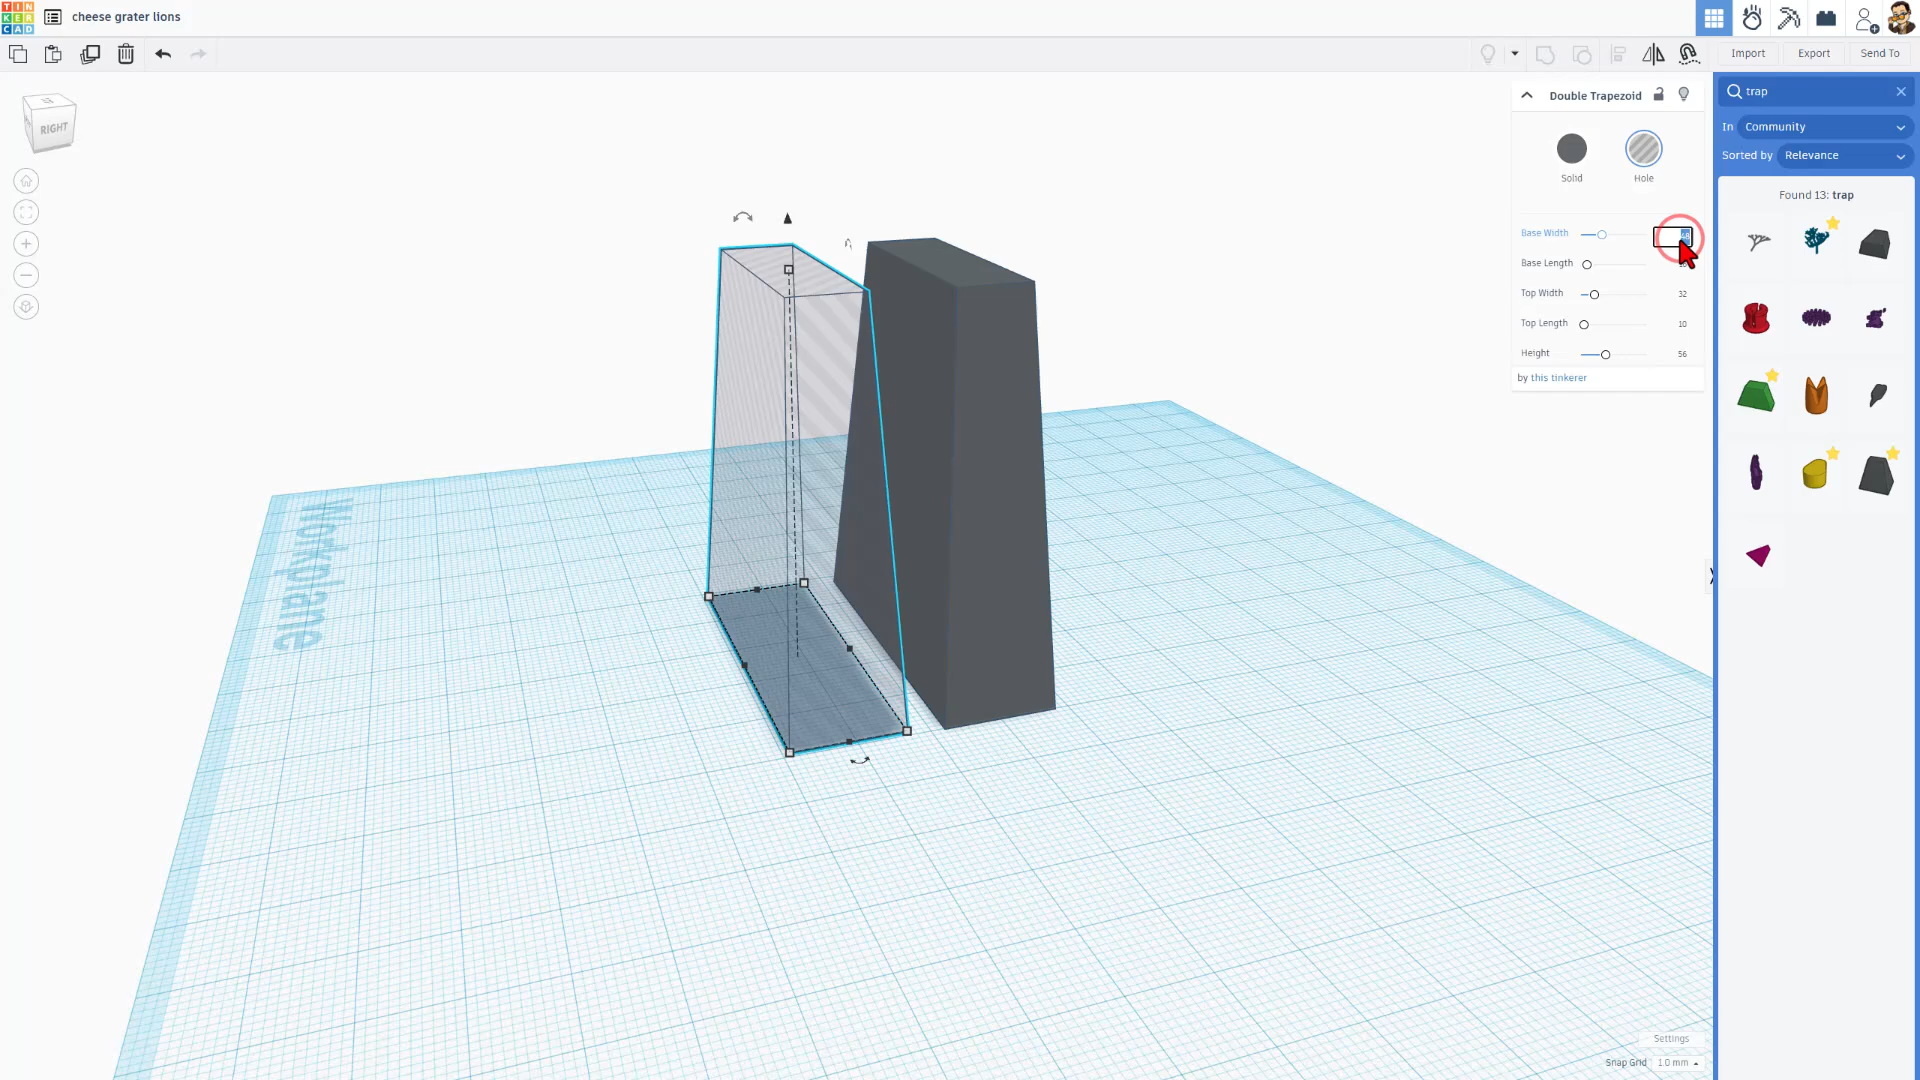 TIN
KER
CAD
cheese grater lions
Import
Export
Send To
RIGHT
Workplane
Double Trapezoid
Solid
Hole
Base Width
Base Length
Top Width
32
Top Length
10
Height
56
by this tinkerer
trap
In
Community
Sorted by
Relevance
Found 13: trap
Settings
Snap Grid
1.0 mm